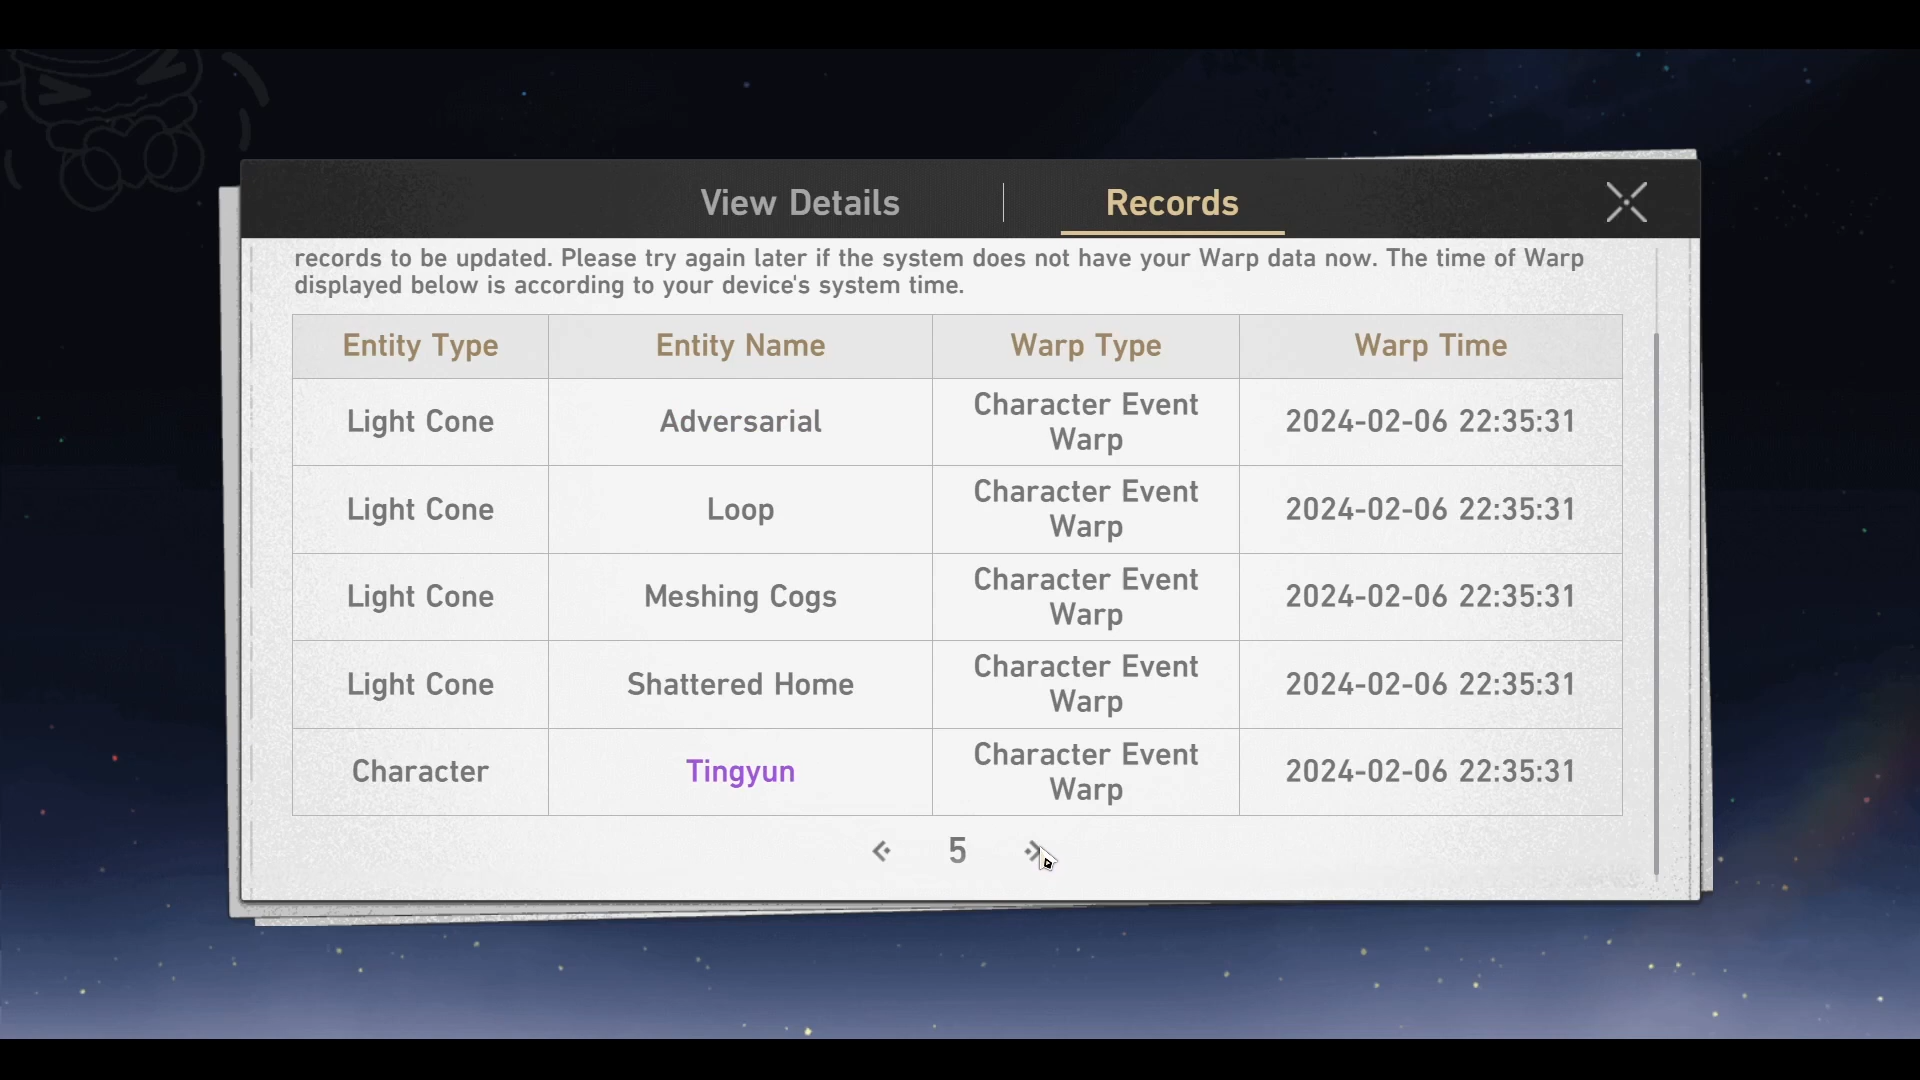 View Details
Records
records to be updated. Please try again later if the system does not have your Warp data now. The time of Warp
displayed below is according to your device's system time.
Entity Type Entity Name Warp Type Warp Time
Light Cone Adversarial Character Event Warp 2024-02-06 22:35:31
Light Cone Loop Character Event Warp 2024-02-06 22:35:31
Light Cone Meshing Cogs Character Event Warp 2024-02-06 22:35:31
Light Cone Shattered Home Character Event Warp 2024-02-06 22:35:31
Character Tingyun Character Event Warp 2024-02-06 22:35:31
5